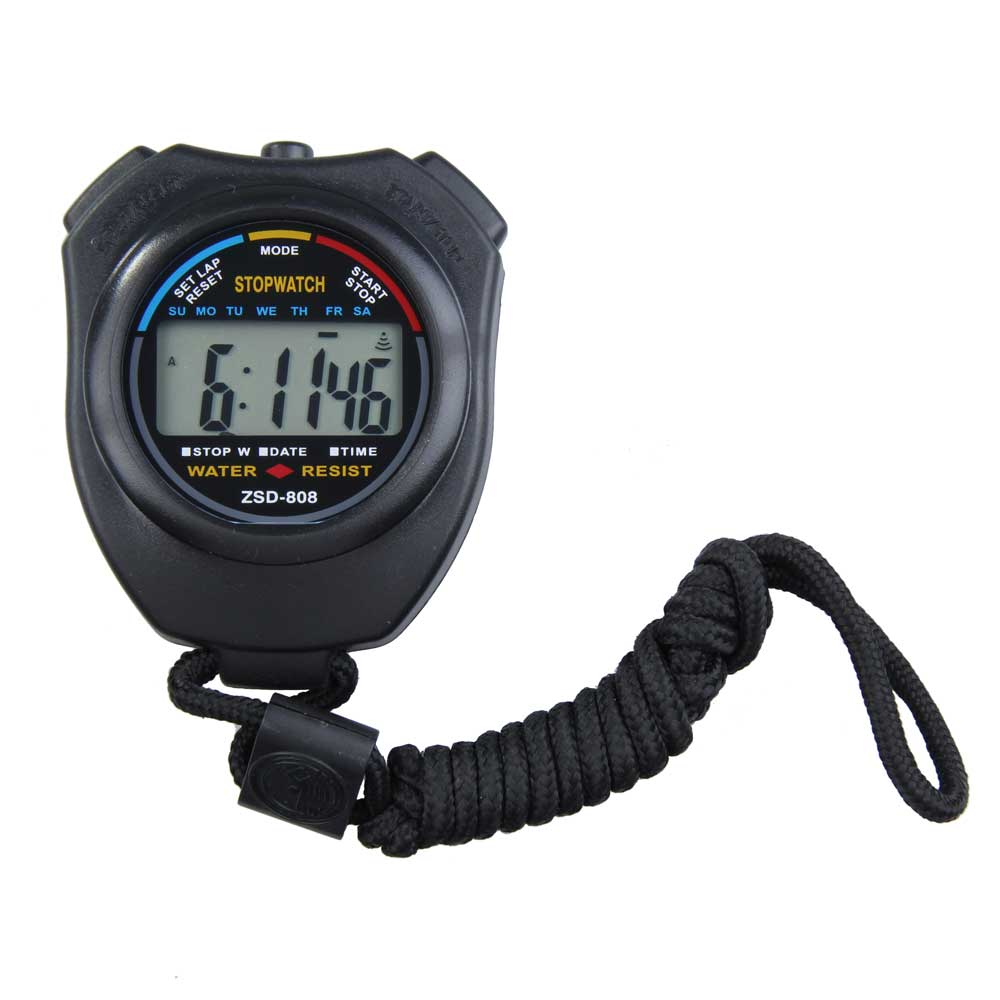 MODE
SET LAP
RESET
START
STOP
STOPWATCH
SU MO TU WE TH FR SA
A
6:1146
STOP W DATE TIME
WATER RESIST
ZSD-808